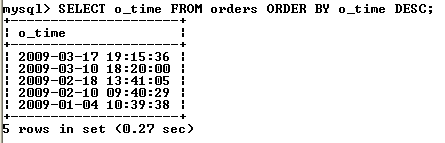 mysql> SELECT o_time FROM orders ORDER BY o_time DESC;
+---------------------+
| o_time              |
+---------------------+
| 2009-03-17 19:15:36 |
| 2009-03-10 18:20:00 |
| 2009-02-18 13:41:05 |
| 2009-02-10 09:40:29 |
| 2009-01-04 10:39:38 |
+---------------------+
5 rows in set (0.27 sec)